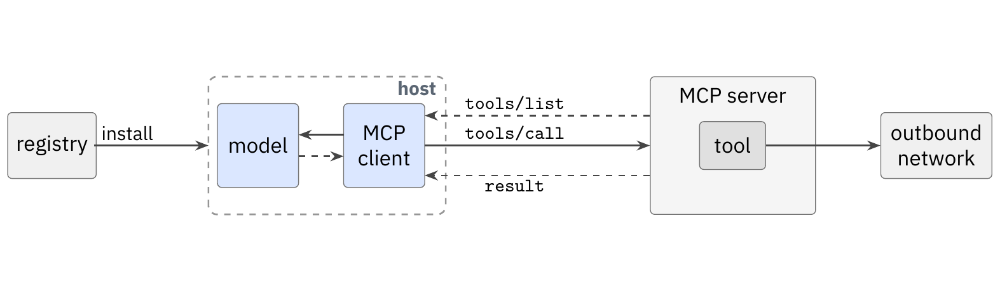 registry
install
host
model
MCP
client
tools/list
tools/call
result
MCP server
tool
outbound
network